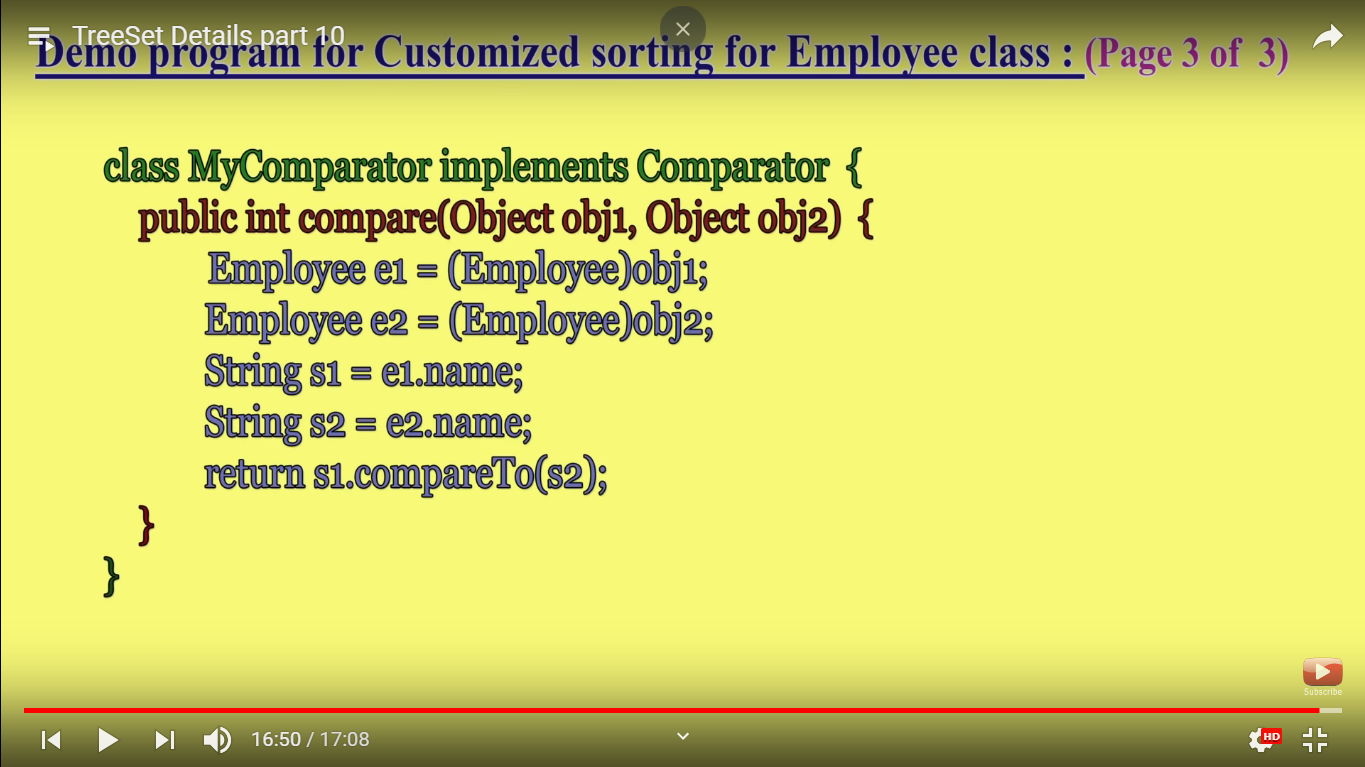 TreeSet Details part 10
Demo program for Customized sorting for Employee class : (Page 3 of 3)
class MyComparator implements Comparator {
public int compare(Object obj1, Object obj2) {
Employee e1 = (Employee)obj1;
Employee e2 = (Employee)obj2;
String s1 = e1.name;
String s2 = e2.name;
return s1.compareTo(s2);
}
}
Subscribe
16:50 / 17:08
HD